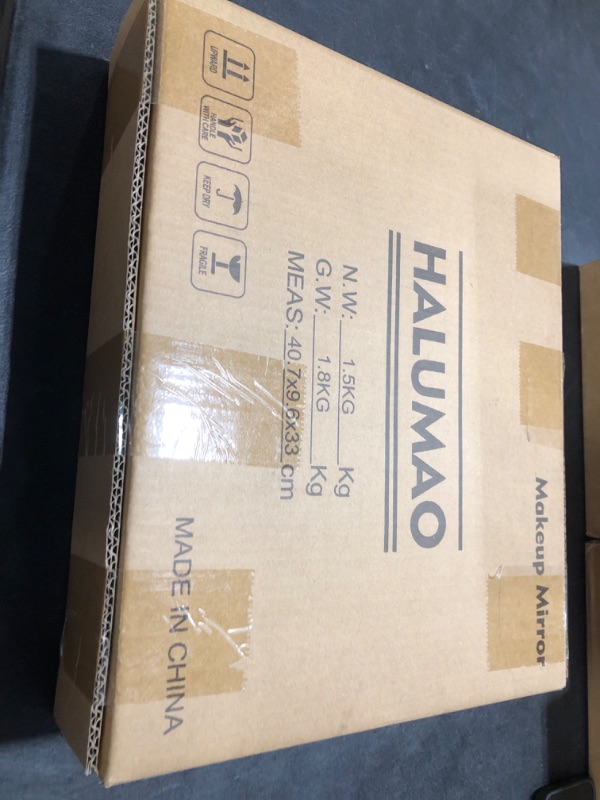 Makeup Mirror
HALUMAO
N.W: 1.5KG Kg
G.W: 1.8KG Kg
MEAS: 40.7x9.6x33 cm
MADE IN CHINA
UPWARD
HANDLE
WITH CARE
KEEP DRY
FRAGILE